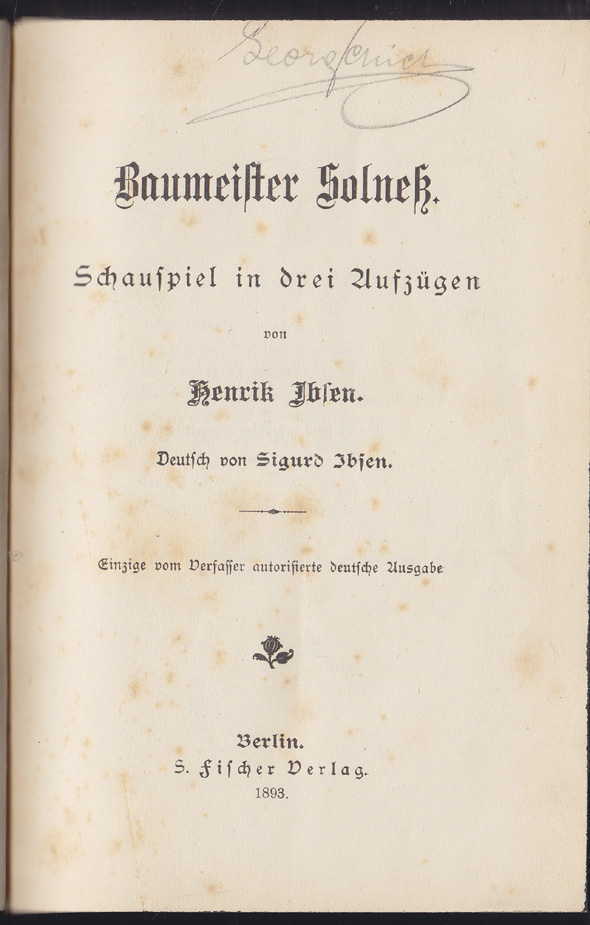 Baumeiſter Solneß.
Schauſpiel in drei Aufzügen
von
Henrik Ibſen.
Deutſch von Sigurd Ibſen.
Einzige vom Verfaſſer autoriſierte deutſche Ausgabe
Berlin.
S. Fiſcher Verlag.
1893.